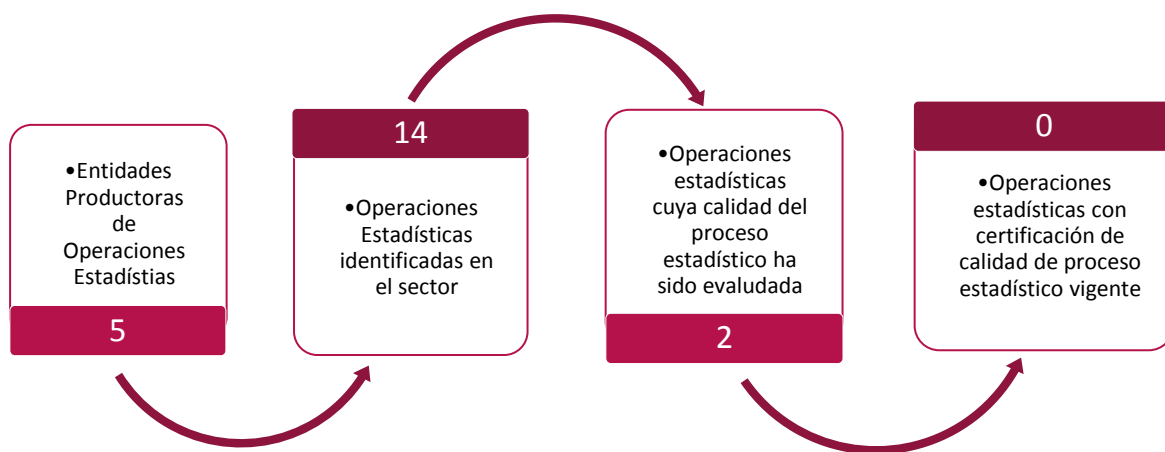 •Entidades
Productoras
de
Operaciones
Estadístias
5
14
•Operaciones
Estadísticas
identificadas en
el sector
•Operaciones
estadísticas
cuya calidad del
proceso
estadístico ha
sido evaludada
2
0
•Operaciones
estadísticas con
certificación de
calidad de proceso
estadístico vigente